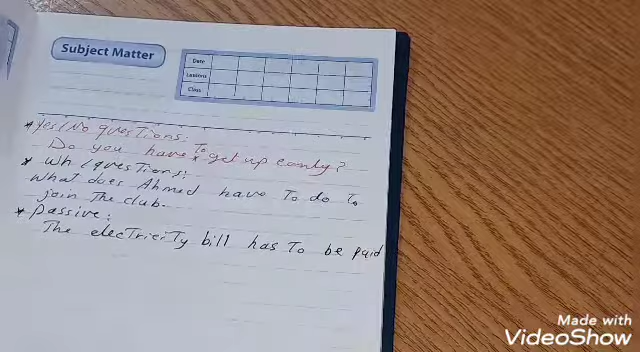 Subject Matter
Date
Lessons
Class
* Yes/No questions:
Do you have to get up early?
* Wh/questions:
What does Ahmed have To do To
join The club.
* Passive:
The electricity bill has To be paid
Made with
VideoShow